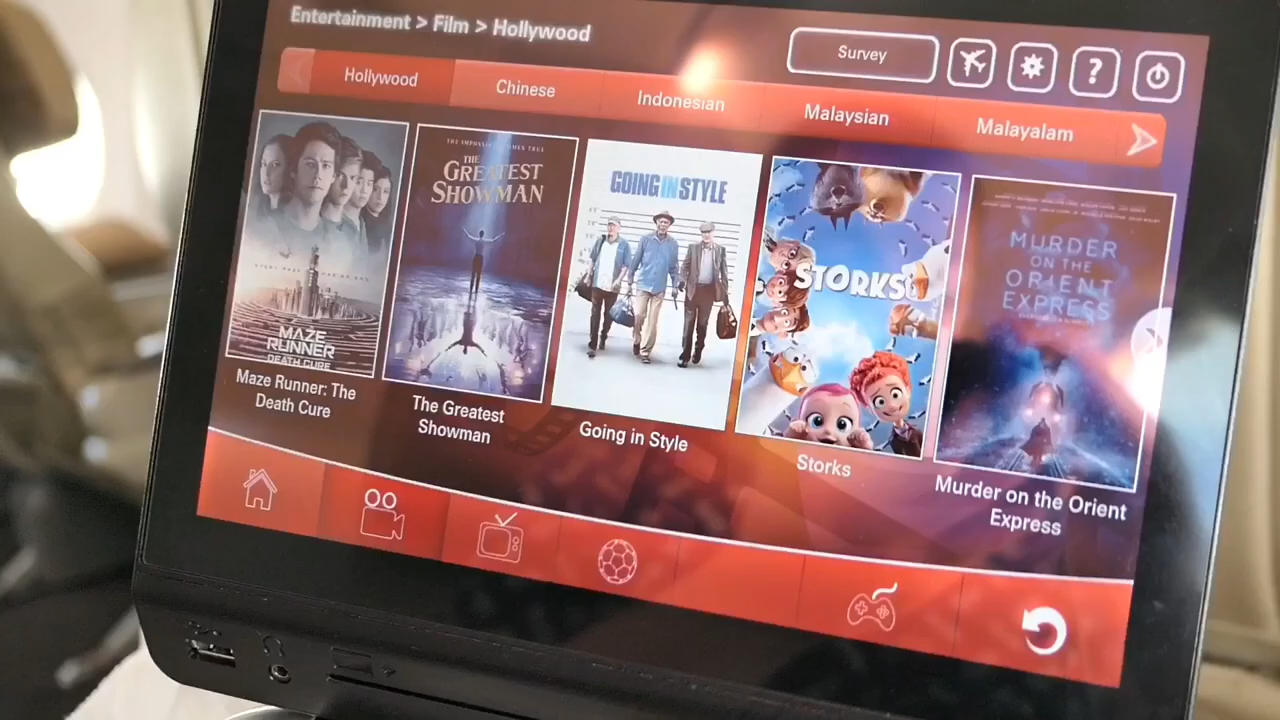 Entertainment > Film > Hollywood
Survey
?
Hollywood
Chinese
Indonesian
Malaysian
Malayalam
MAZE
RUNNER
DEATH CURE
THE
GREATEST
SHOWMAN
GOING IN STYLE
STORKS
MURDER
ON THE
ORIENT
EXPRESS
Maze Runner: The
Death Cure
The Greatest
Showman
Going in Style
Storks
Murder on the Orient
Express